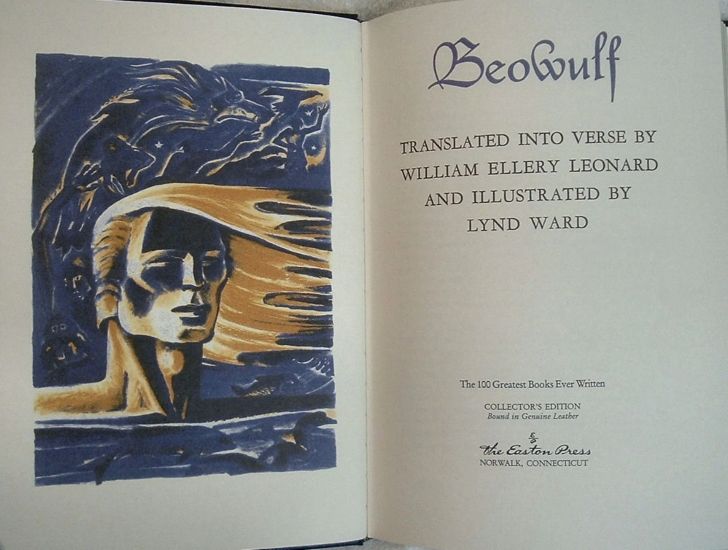 Beowulf
TRANSLATED INTO VERSE BY
WILLIAM ELLERY LEONARD
AND ILLUSTRATED BY
LYND WARD
The 100 Greatest Books Ever Written
COLLECTOR'S EDITION
Bound in Genuine Leather
The Easton Press
NORWALK, CONNECTICUT